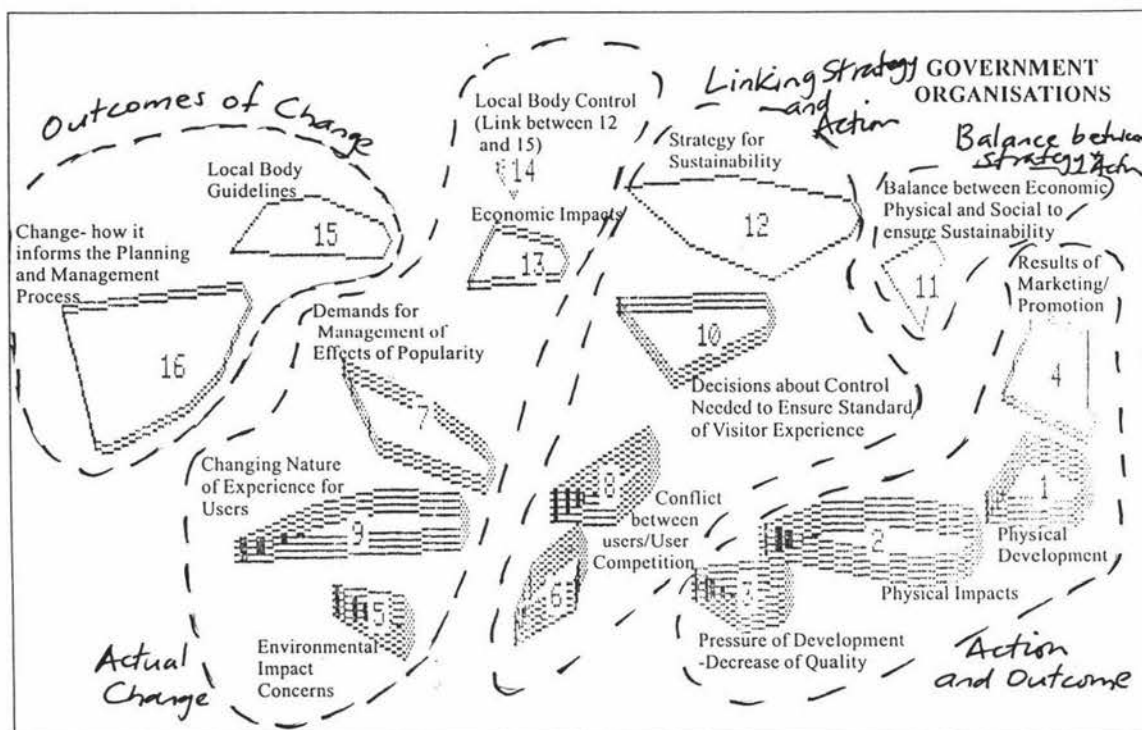 Outcomes of Change
Local Body
Guidelines
15
Change- how it
informs the Planning
and Management
Process
16
Local Body Control
(Link between 12
and 15)
14
Economic Impacts
13
Linking Strategy
and
Action
GOVERNMENT
ORGANISATIONS
Strategy for
Sustainability
12
Balance between
strategy &
Balance between Economic
Physical and Social to
ensure Sustainability
11
Results of
Marketing/
Promotion
4
Demands for
Management of
Effects of Popularity
7
10
Decisions about Control
Needed to Ensure Standard
of Visitor Experience
Changing Nature
of Experience for
Users
9
8
Conflict
between
users/User
Competition
6
1
Physical
Development
2
Physical Impacts
3
Pressure of Development
-Decrease of Quality
5
Environmental
Impact
Concerns
Actual
Change
Action
and Outcome